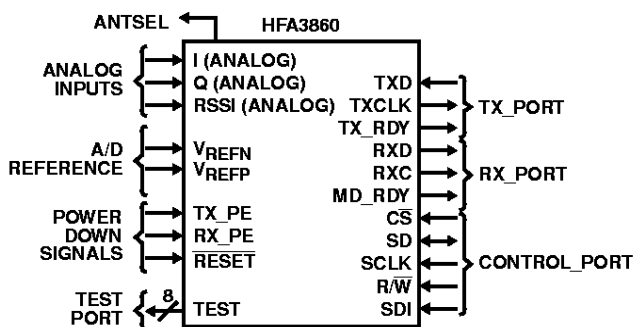 ANTSEL
HFA3860
ANALOG
INPUTS
I (ANALOG)
Q (ANALOG)
RSSI (ANALOG)
A/D
REFERENCE
VREFN
VREFP
POWER
DOWN
SIGNALS
TX_PE
RX_PE
RESET
TEST
PORT
8
TEST
TXD
TXCLK
TX_RDY
TX_PORT
RXD
RXC
MD_RDY
RX_PORT
CS
SD
SCLK
R/W
SDI
CONTROL_PORT